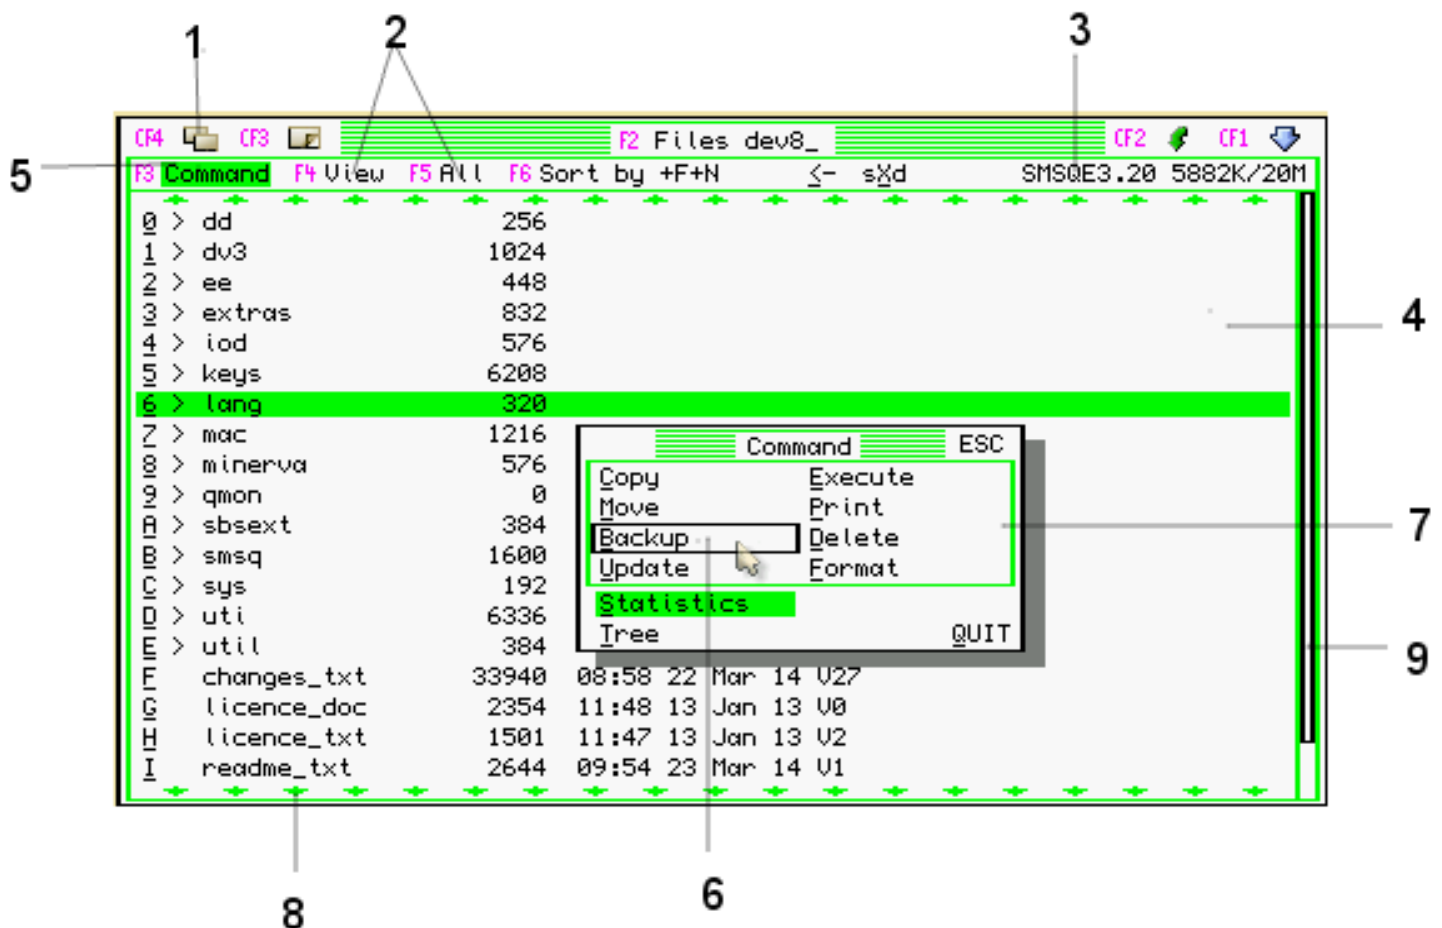 1 2 3
CF4 CF3 F2 Files dev8_ CF2 CF1
5
F3 Command F4 View F5 All F6 Sort by +F+N <- sXd SMSQE3.20 5882K/20M
0 > dd 256
1 > dv3 1024
2 > ee 448
3 > extras 832
4
4 > iod 576
5 > keys 6208
6 > lang 320
7 > mac 1216
8 > minerva 576
9 > qmon 0
A > sbsext 384
B > smsq 1600
C > sys 192
D > uti 6336
E > util 384
F changes_txt 33940 08:58 22 Mar 14 V27
G licence_doc 2354 11:48 13 Jan 13 V0
H licence_txt 1501 11:47 13 Jan 13 V2
I readme_txt 2644 09:54 23 Mar 14 V1
Command ESC
Copy Execute
Move Print
Backup Delete
Update Format
Statistics
Tree QUIT
7
9
8
6